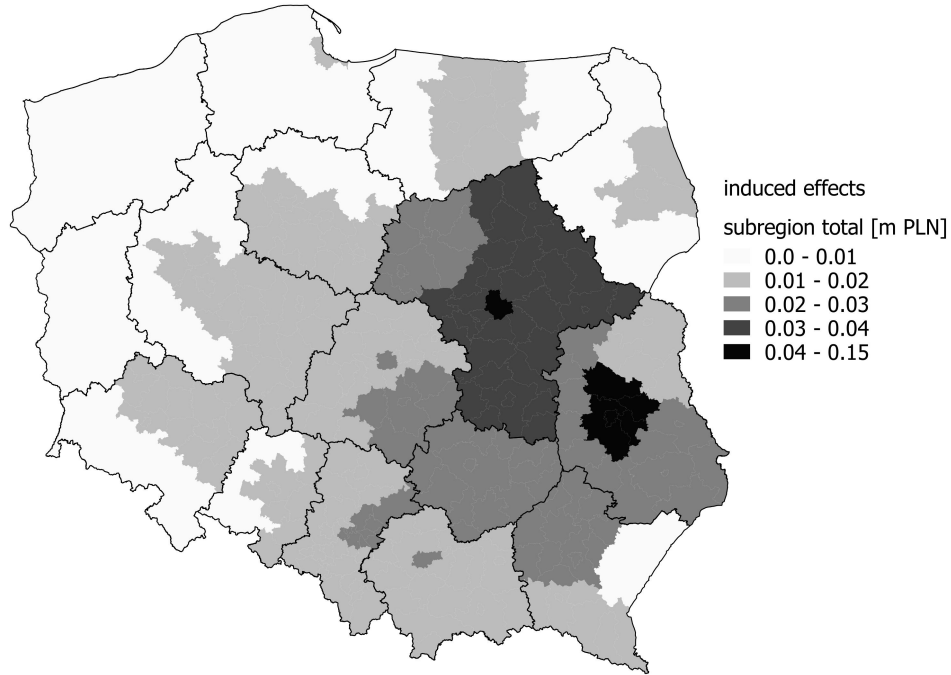 induced effects
subregion total [m PLN]
0.0 - 0.01
0.01 - 0.02
0.02 - 0.03
0.03 - 0.04
0.04 - 0.15